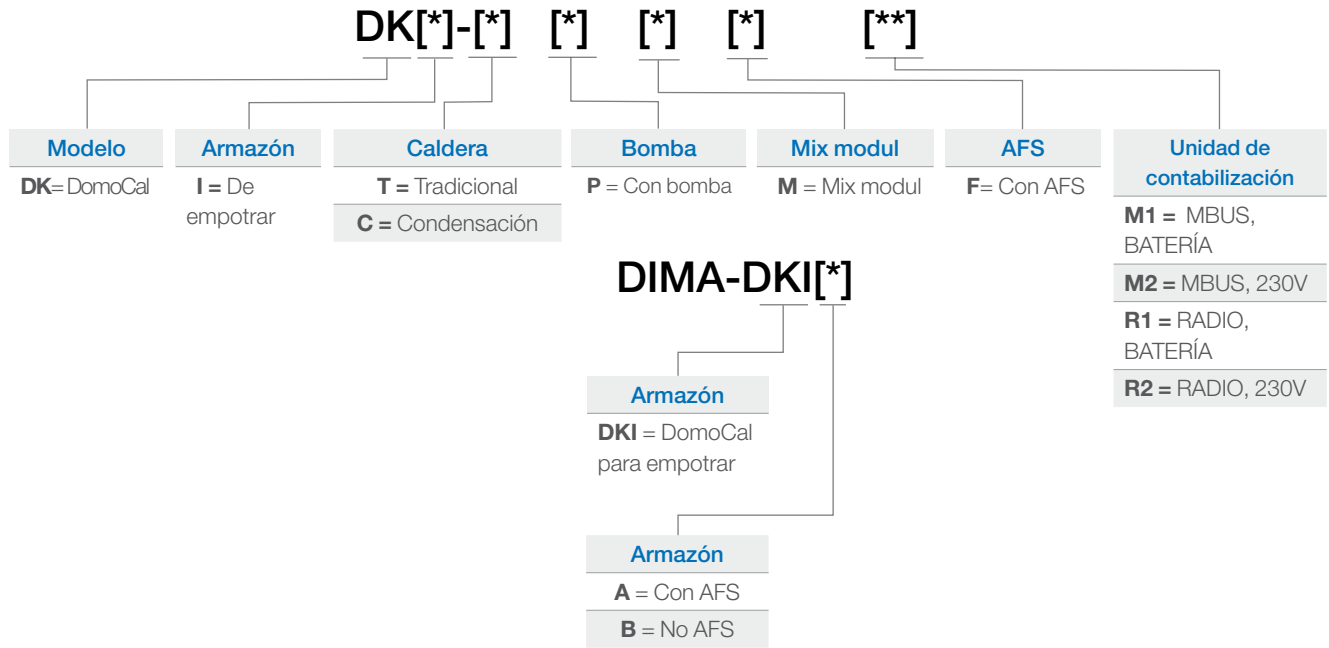 DK[*]-[*] [*] [*] [*] [**]
Modelo
DK= DomoCal
Armazón
I = De
empotrar
Caldera
T = Tradicional
C = Condensación
Bomba
P = Con bomba
Mix modul
M = Mix modul
AFS
F= Con AFS
Unidad de
contabilización
M1 = MBUS,
BATERÍA
M2 = MBUS, 230V
R1 = RADIO,
BATERÍA
R2 = RADIO, 230V
DIMA-DKI[*]
Armazón
DKI = DomoCal
para empotrar
Armazón
A = Con AFS
B = No AFS